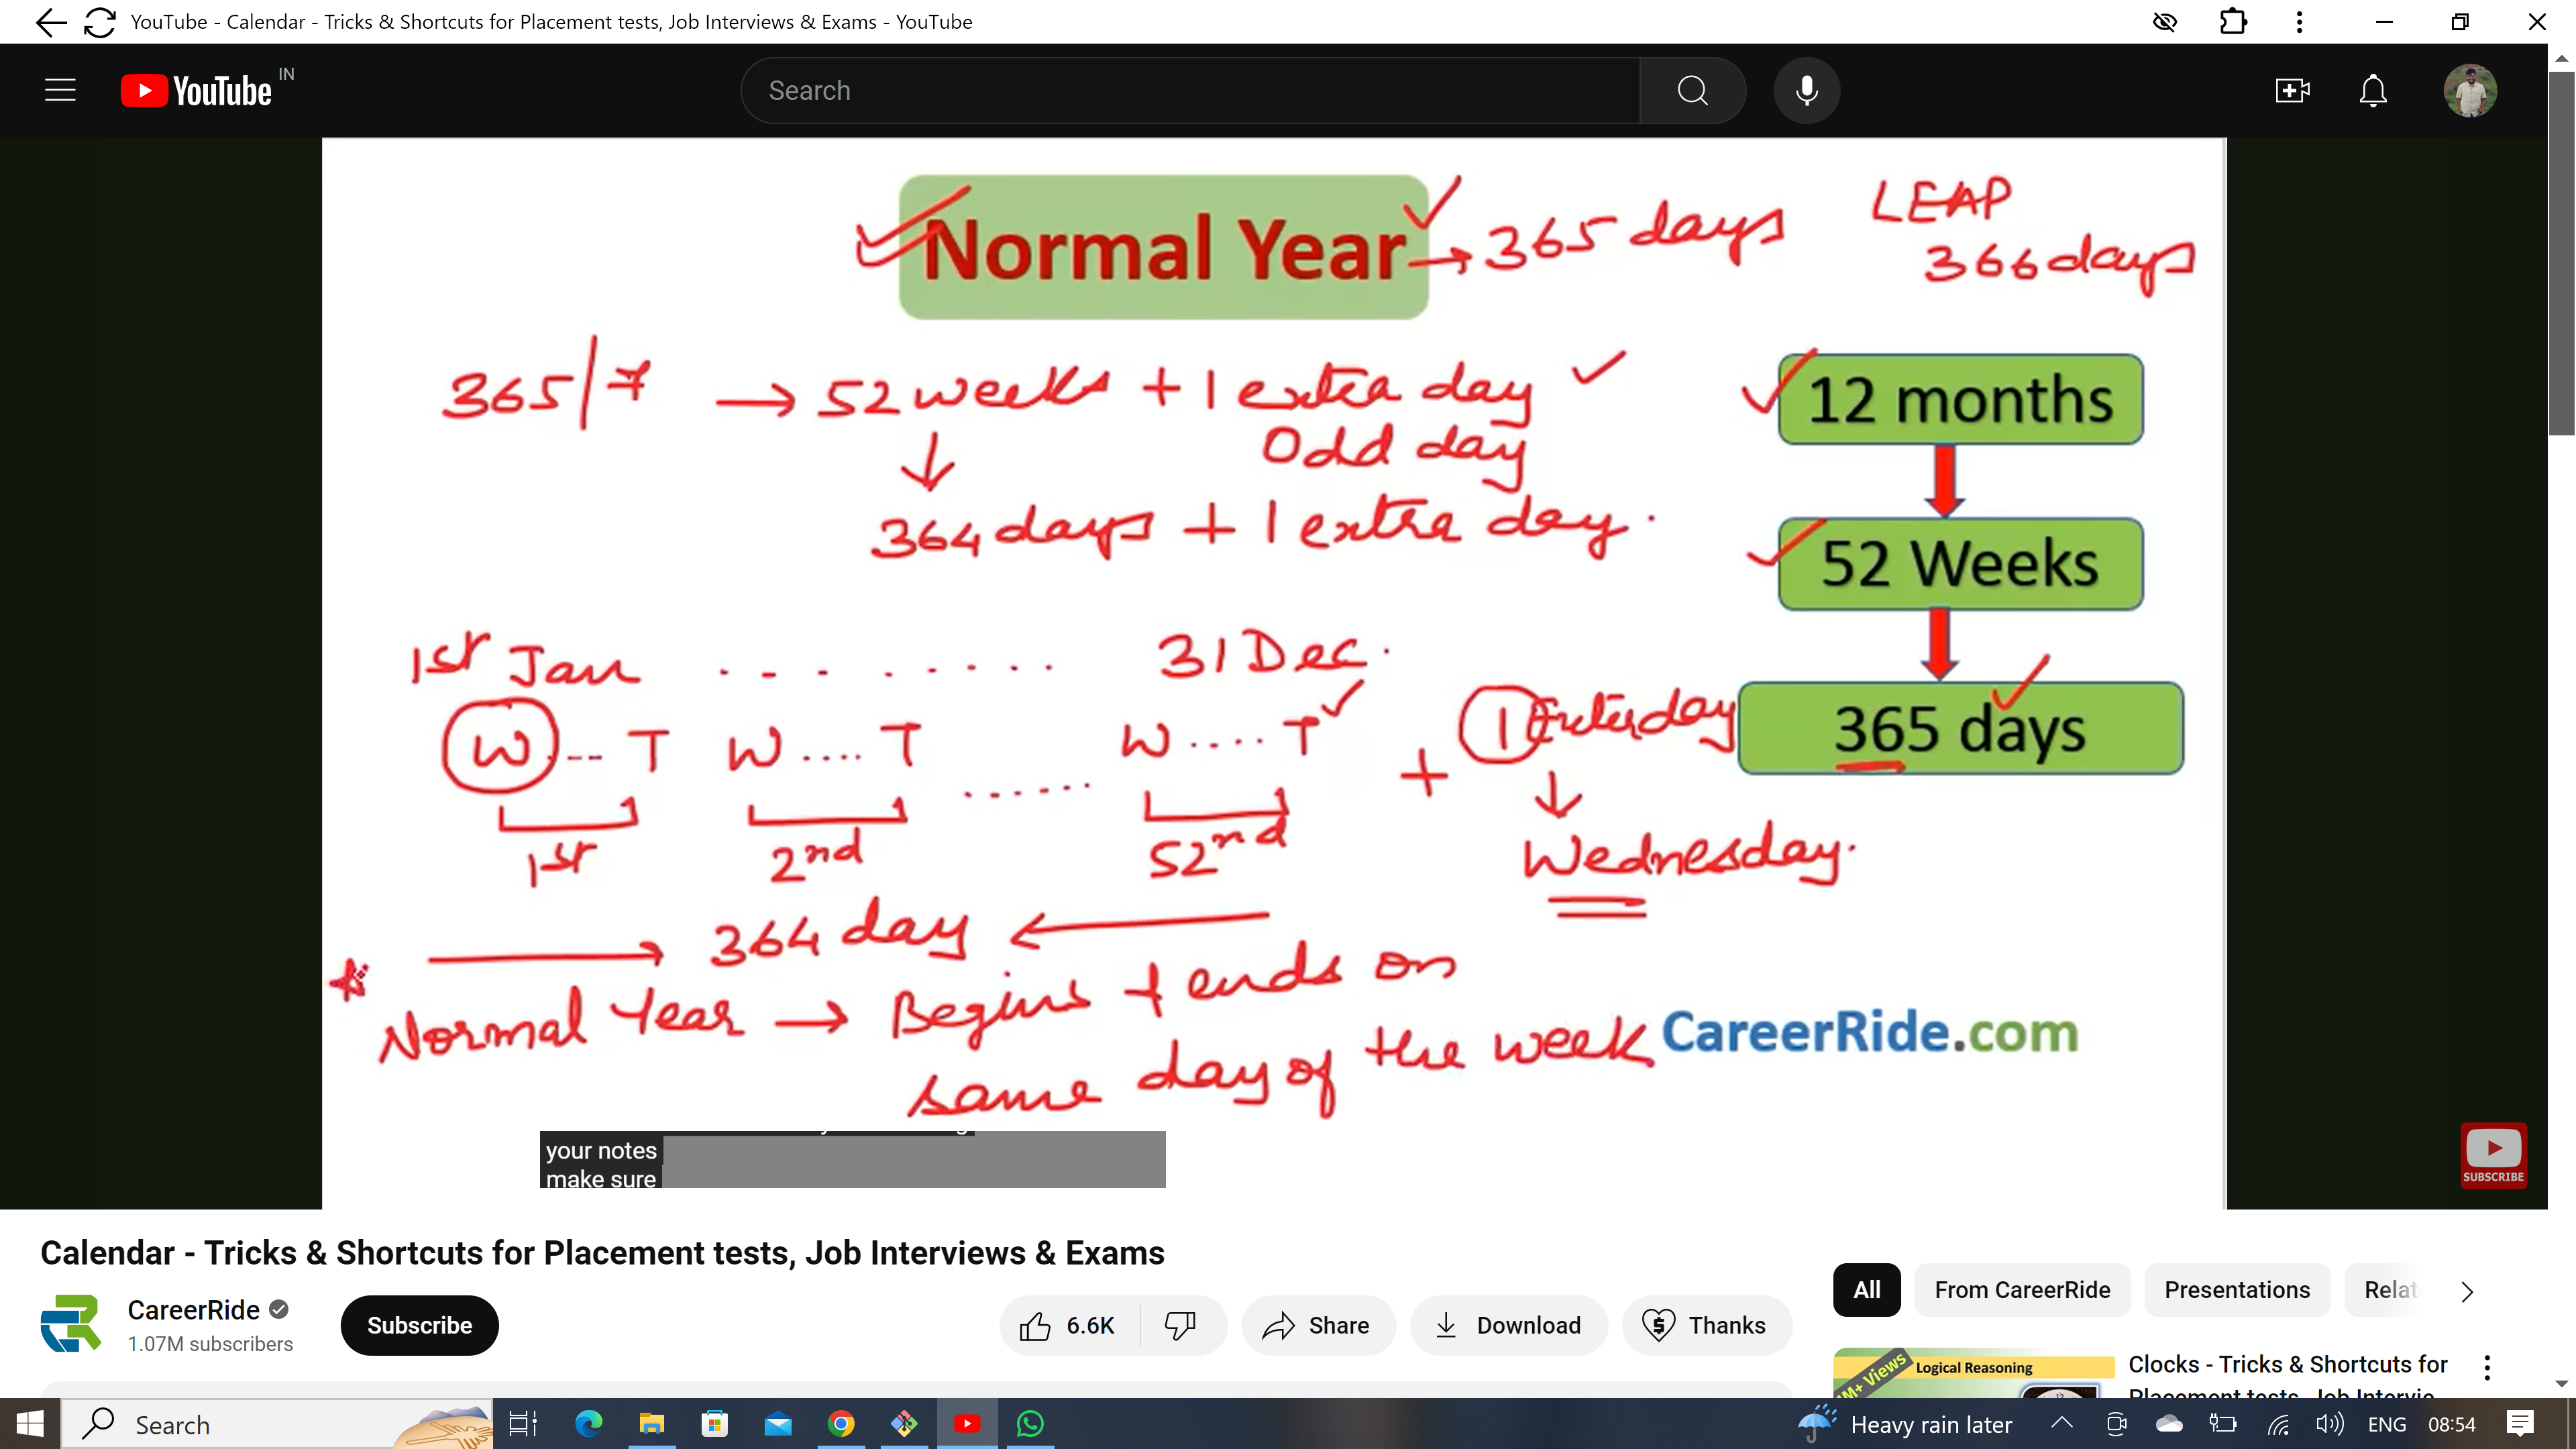 YouTube - Calendar - Tricks & Shortcuts for Placement tests, Job Interviews & Exams - YouTube
YouTube IN
Search
Normal Year → 365 days
LEAP
366 days
365/7 → 52 weeks + 1 extra day
Odd day
364 days + 1 extra day.
12 months
52 Weeks
365 days
1st Jan . . . . . . . . 31 Dec.
W .... T W ..... T W ..... T + 1
Wednesday.
1st 2nd ...... 52nd
364 day
Normal Year → Begins + ends on
same day of the week.
CareerRide.com
your notes
make sure
SUBSCRIBE
Calendar - Tricks & Shortcuts for Placement tests, Job Interviews & Exams
CareerRide
1.07M subscribers
Subscribe
6.6K
Share
Download
Thanks
All
From CareerRide
Presentations
Relat
M+ Views
Logical Reasoning
Clocks - Tricks & Shortcuts for
Placement tests, Job Intervie
Search
Heavy rain later
ENG
08:54